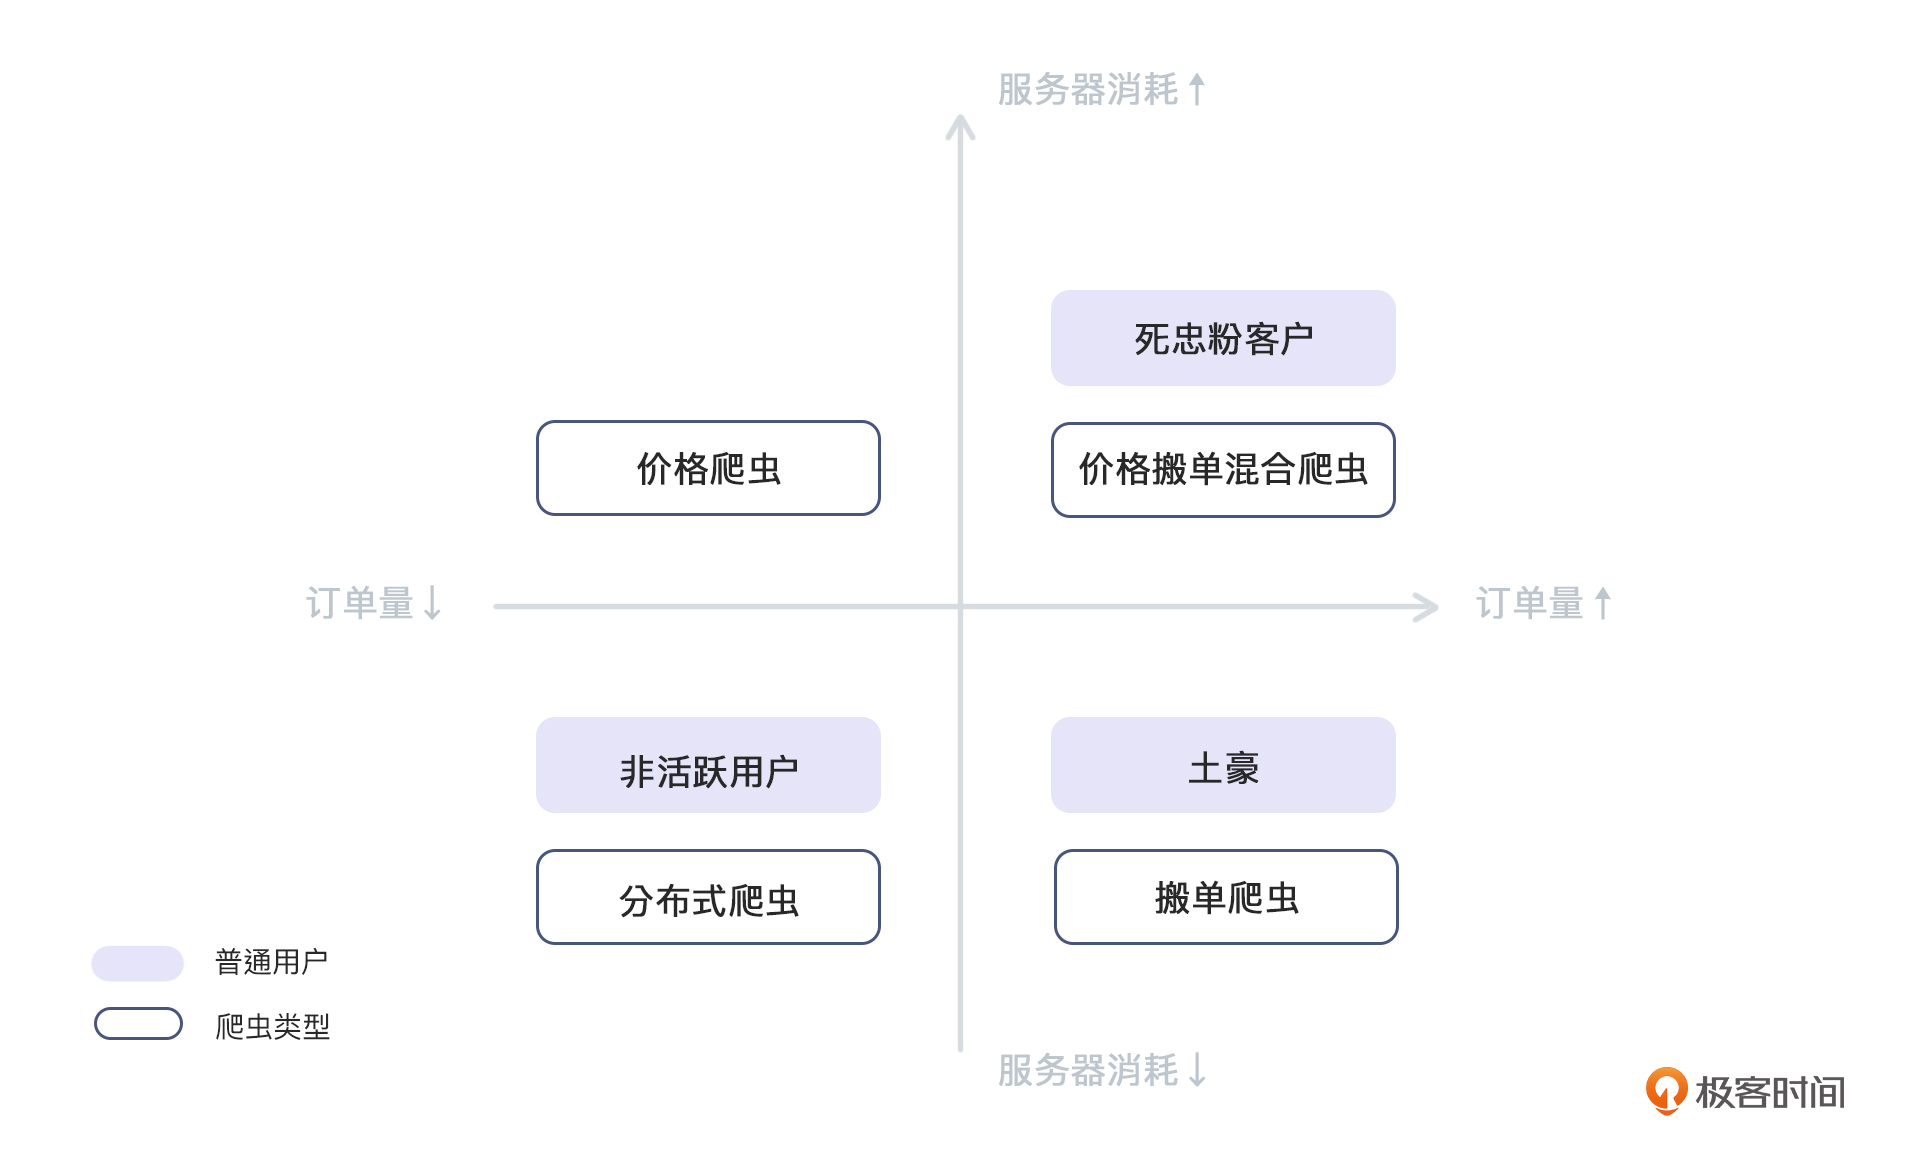 服务器消耗↑
死忠粉客户
价格爬虫
价格搬单混合爬虫
订单量↓
订单量↑
非活跃用户
土豪
分布式爬虫
搬单爬虫
普通用户
爬虫类型
服务器消耗↓
极客时间